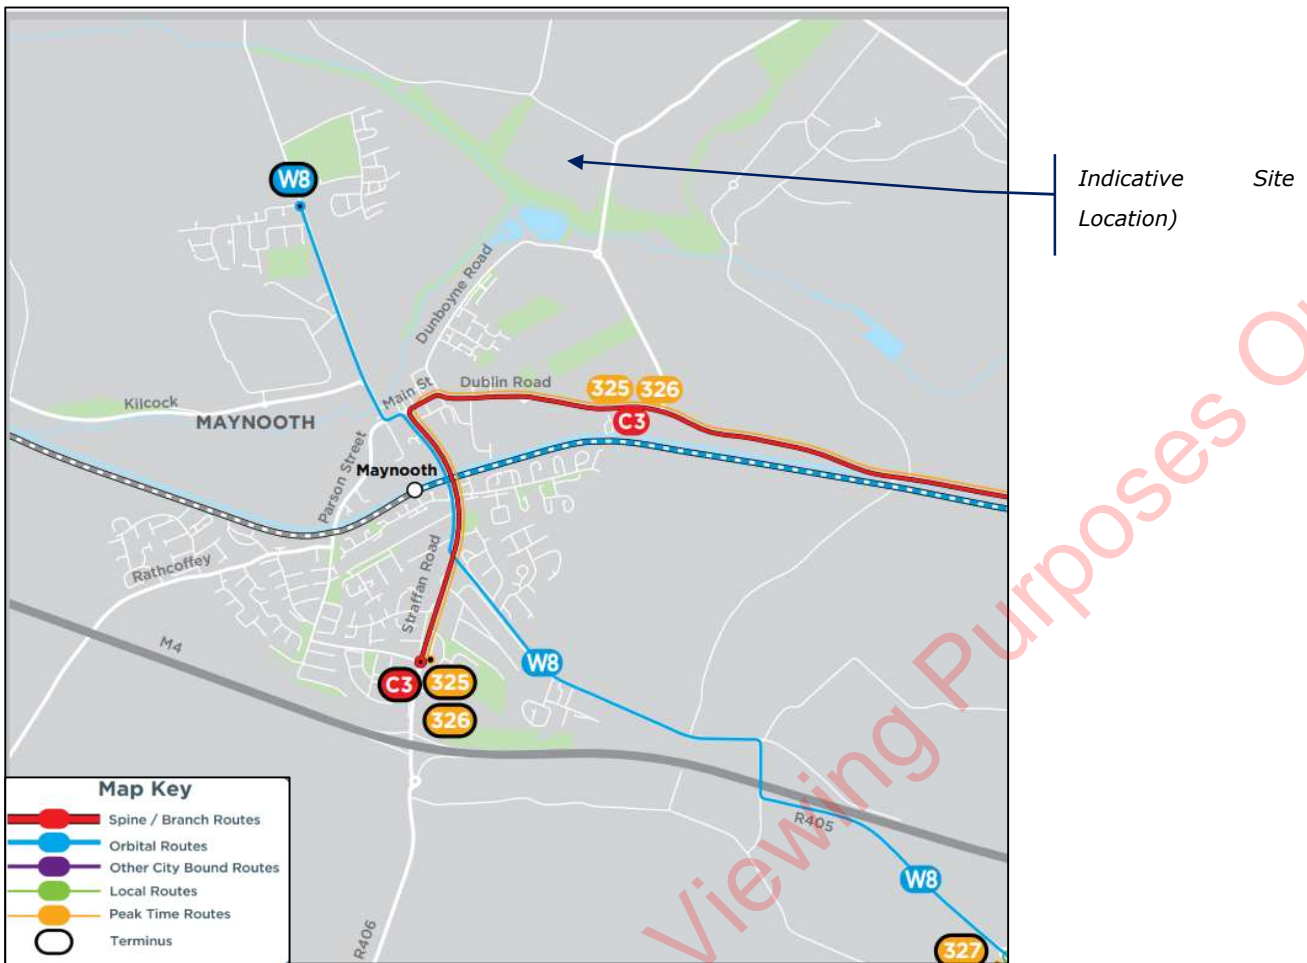 W8
Indicative Site
Location)
Dunboyne Road
Main St
Dublin Road
325
326
C3
Kilcock
MAYNOOTH
Parson Street
Maynooth
Rathcoffey
Straffan Road
M4
W8
C3
325
326
R405
W8
R406
327
Map Key
Spine / Branch Routes
Orbital Routes
Other City Bound Routes
Local Routes
Peak Time Routes
Terminus
Viewing Purposes